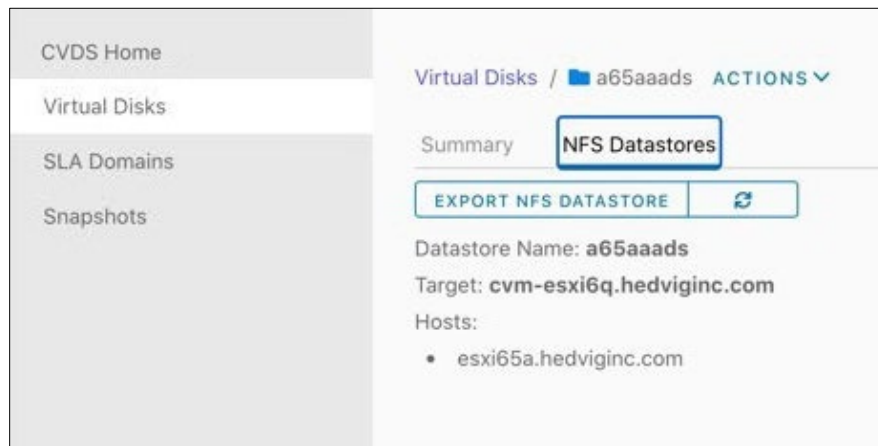 CVDS Home
Virtual Disks
SLA Domains
Snapshots
Virtual Disks / a65aaads ACTIONS
Summary NFS Datastores
EXPORT NFS DATASTORE
Datastore Name: a65aaads
Target: cvm-esxi6q.hedviginc.com
Hosts:
• esxi65a.hedviginc.com